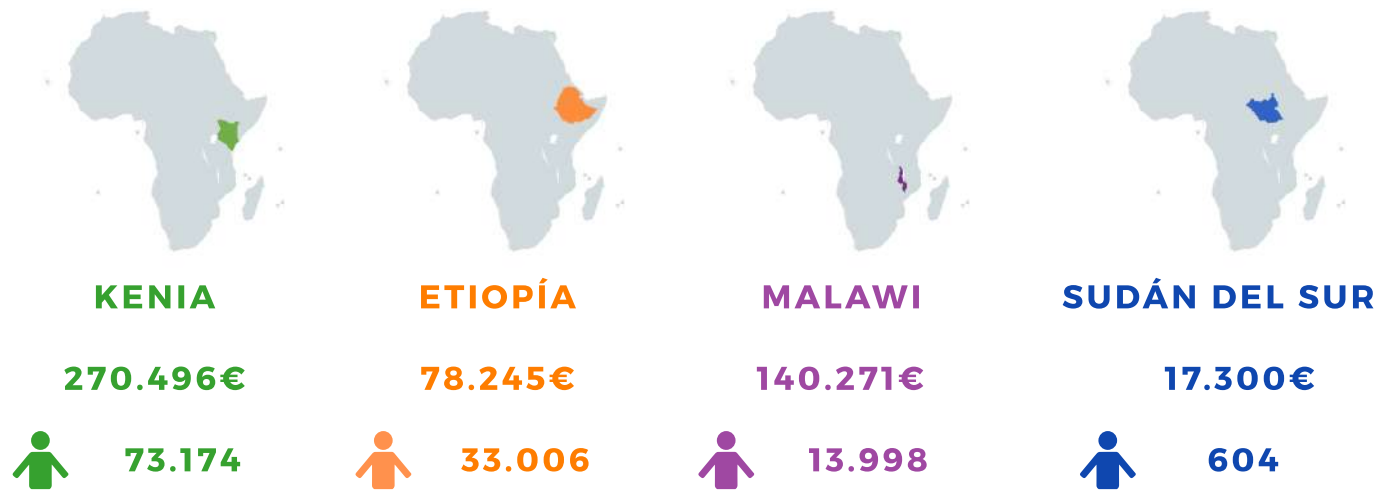 KENIA
ETIOPÍA
MALAWI
SUDÁN DEL SUR
270.496€
78.245€
140.271€
17.300€
73.174
33.006
13.998
604